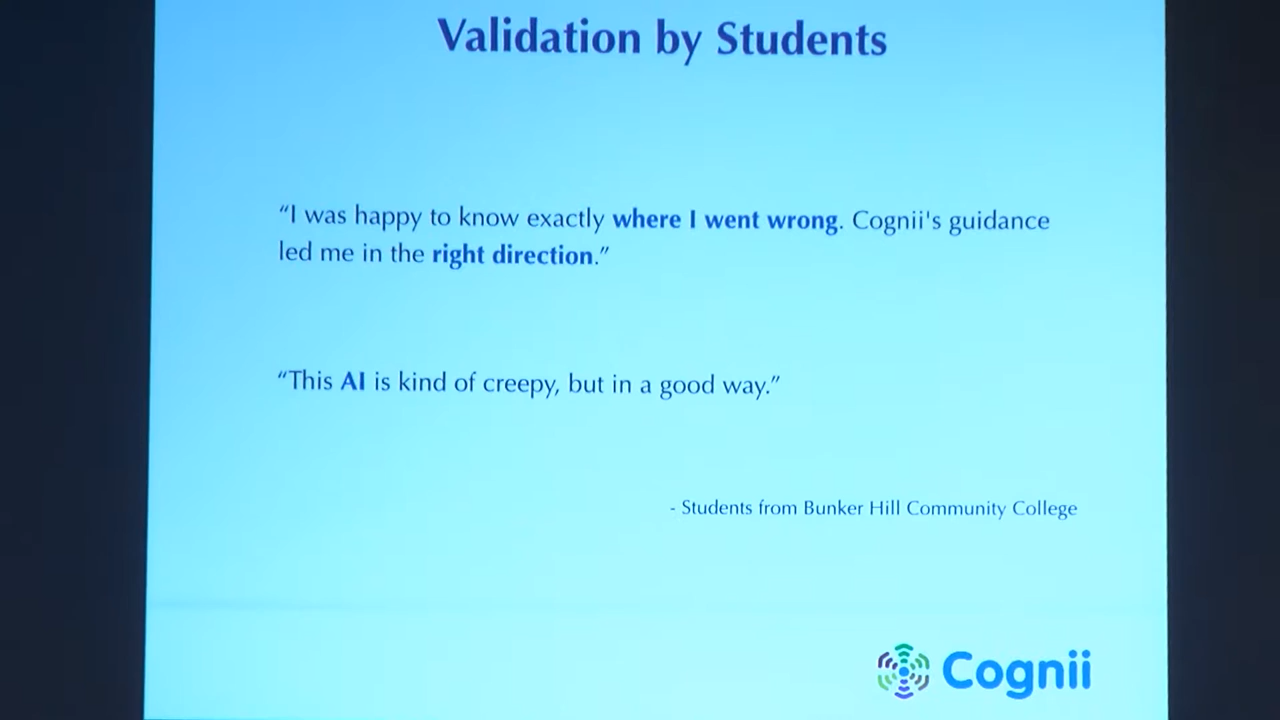 Validation by Students
“I was happy to know exactly where I went wrong. Cognii's guidance
led me in the right direction.”
“This AI is kind of creepy, but in a good way.”
- Students from Bunker Hill Community College
Cognii